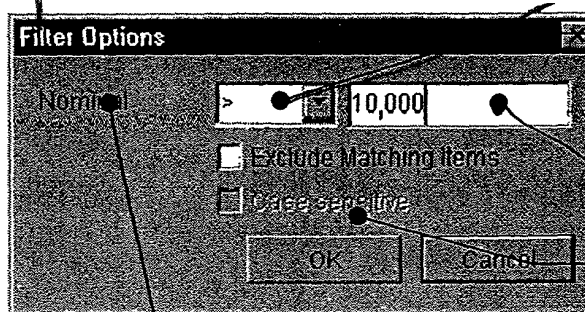 Filter Options
Nominal > 10,000
Exclude Matching Items
Case sensitive
OK Cancel